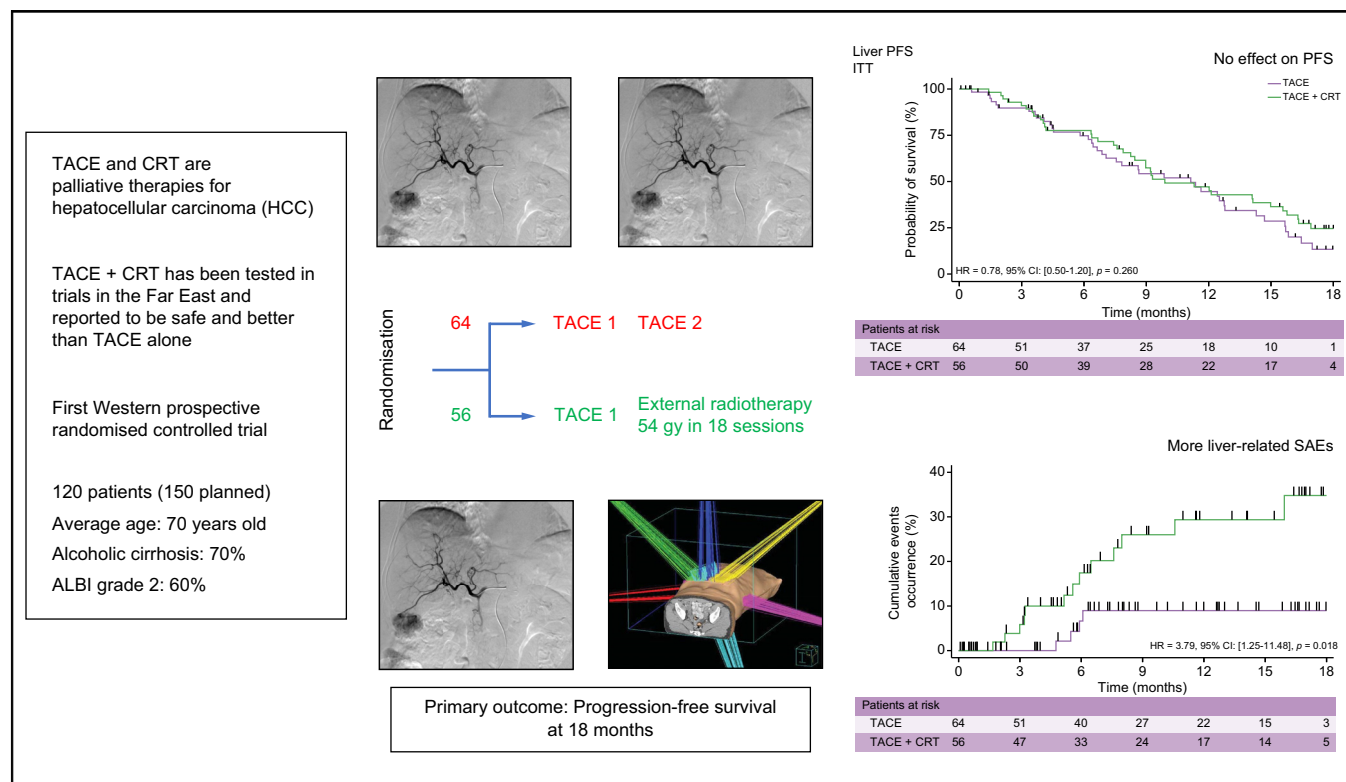 TACE and CRT are
palliative therapies for
hepatocellular carcinoma (HCC)
TACE + CRT has been tested in
trials in the Far East and
reported to be safe and better
than TACE alone
First Western prospective
randomised controlled trial
120 patients (150 planned)
Average age: 70 years old
Alcoholic cirrhosis: 70%
ALBI grade 2: 60%
Randomisation
64 TACE 1 TACE 2
56 TACE 1 External radiotherapy
54 gy in 18 sessions
Primary outcome: Progression-free survival
at 18 months
Liver PFS
ITT
No effect on PFS
TACE
TACE + CRT
Probability of survival (%)
100
75
50
25
0
HR = 0.78, 95% CI: [0.50-1.20], p = 0.260
0 3 6 9 12 15 18
Time (months)
Patients at risk
TACE 64 51 37 25 18 10 1
TACE + CRT 56 50 39 28 22 17 4
More liver-related SAEs
Cumulative events
occurrence (%)
40
30
20
10
0
HR = 3.79, 95% CI: [1.25-11.48], p = 0.018
0 3 6 9 12 15 18
Time (months)
Patients at risk
TACE 64 51 40 27 22 15 3
TACE + CRT 56 47 33 24 17 14 5